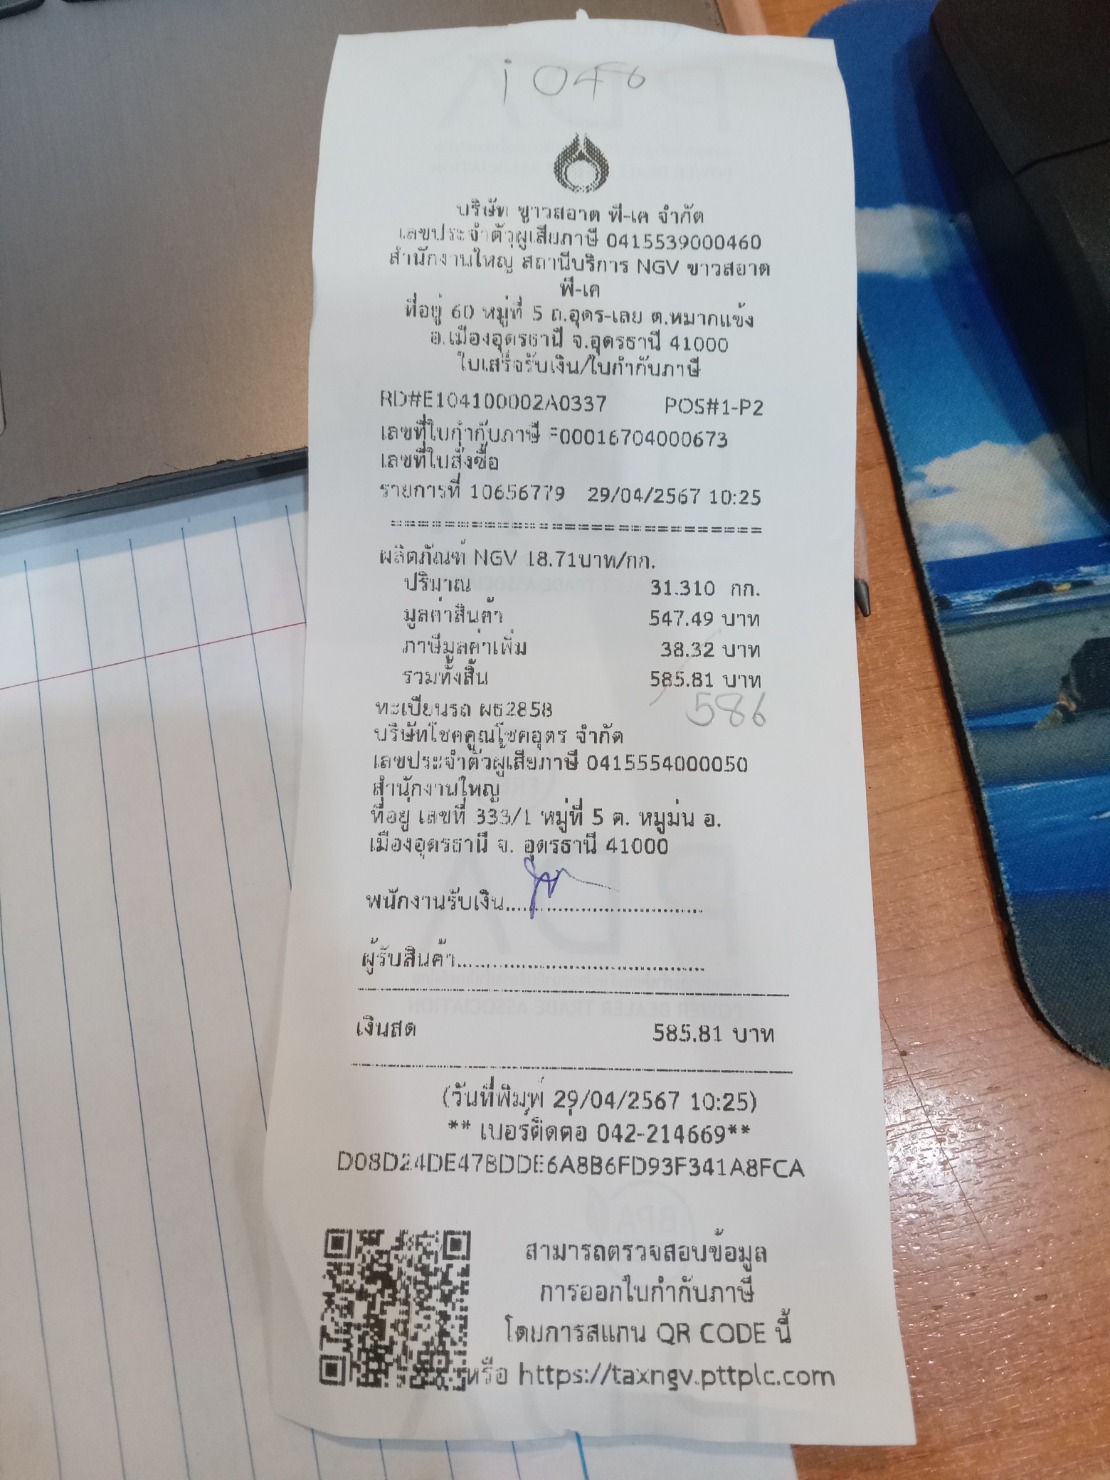 i 046
บริษัท ขาวสอาด พี-เค จำกัด
เลขประจำตัวผู้เสียภาษี 0415539000460
สำนักงานใหญ่ สถานีบริการ NGV ขาวสอาด
พี-เค
ที่อยู่ 60 หมู่ที่ 5 ถ.อุดร-เลย ต.หมากแข้ง
อ.เมืองอุดรธานี จ.อุดรธานี 41000
ใบเสร็จรับเงิน/ใบกำกับภาษี
RD#E104100002A0337 POS#1-P2
เลขที่ใบกำกับภาษี =00016704000673
เลขที่ใบสั่งซื้อ
รายการที่ 10656779 29/04/2567 10:25
ผลิตภัณฑ์ NGV 18.71บาท/กก.
ปริมาณ 31.310 กก.
มูลค่าสินค้า 547.49 บาท
ภาษีมูลค่าเพิ่ม 38.32 บาท
รวมทั้งสิ้น 585.81 บาท
586
ทะเบียนรถ ผธ2858
บริษัทโชคคูณโชคอุดร จำกัด
เลขประจำตัวผู้เสียภาษี 0415554000050
สำนักงานใหญ่
ที่อยู่ เลขที่ 333/1 หมู่ที่ 5 ต. หมูม่น อ.
เมืองอุดรธานี จ. อุดรธานี 41000
พนักงานรับเงิน..............................
ผู้รับสินค้า.....................................
เงินสด 585.81 บาท
(วันที่พิมพ์ 29/04/2567 10:25)
** เบอร์ติดต่อ 042-214669**
D08D24DE47BDDE6A8B6FD93F341A8FCA
สามารถตรวจสอบข้อมูล
การออกใบกำกับภาษี
โดยการสแกน QR CODE นี้
หรือ https://taxngv.pttplc.com